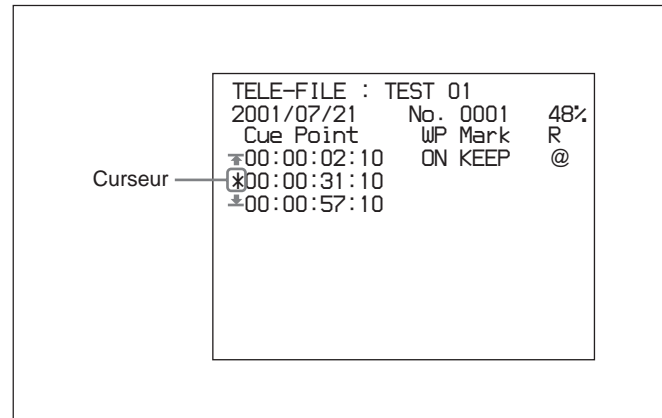 TELE-FILE : TEST 01
2001/07/21 No. 0001 48%
Cue Point WP Mark R
00:00:02:10 ON KEEP @
Curseur *00:00:31:10
00:00:57:10